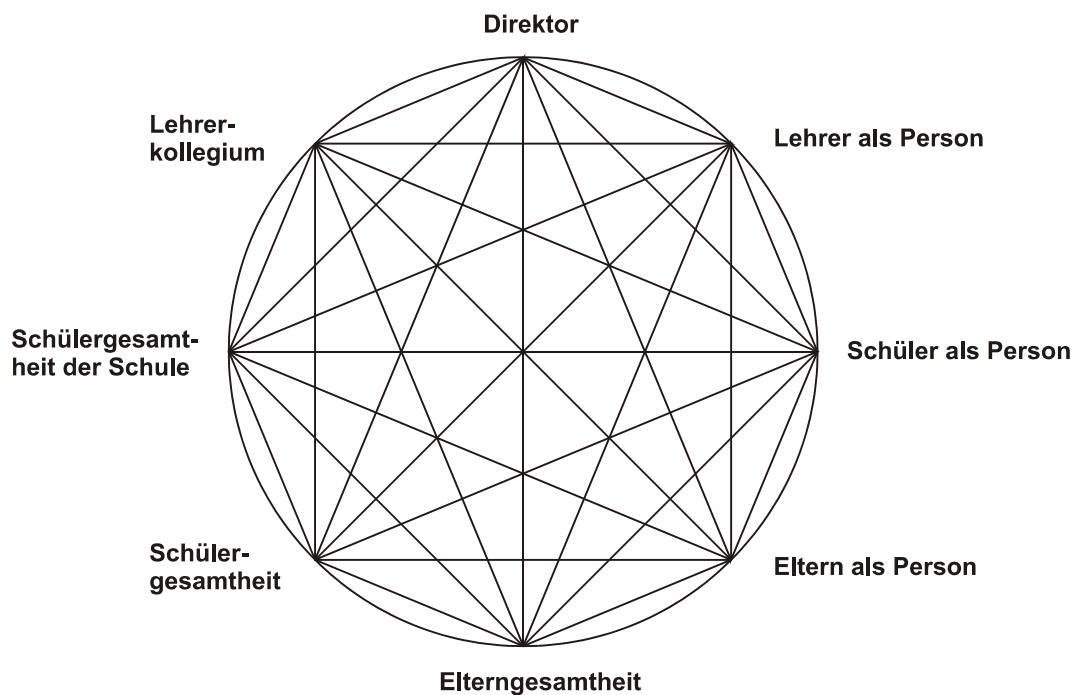 Direktor
Lehrer-
kollegium
Lehrer als Person
Schülergesamt-
heit der Schule
Schüler als Person
Schüler-
gesamtheit
Eltern als Person
Elterngesamtheit